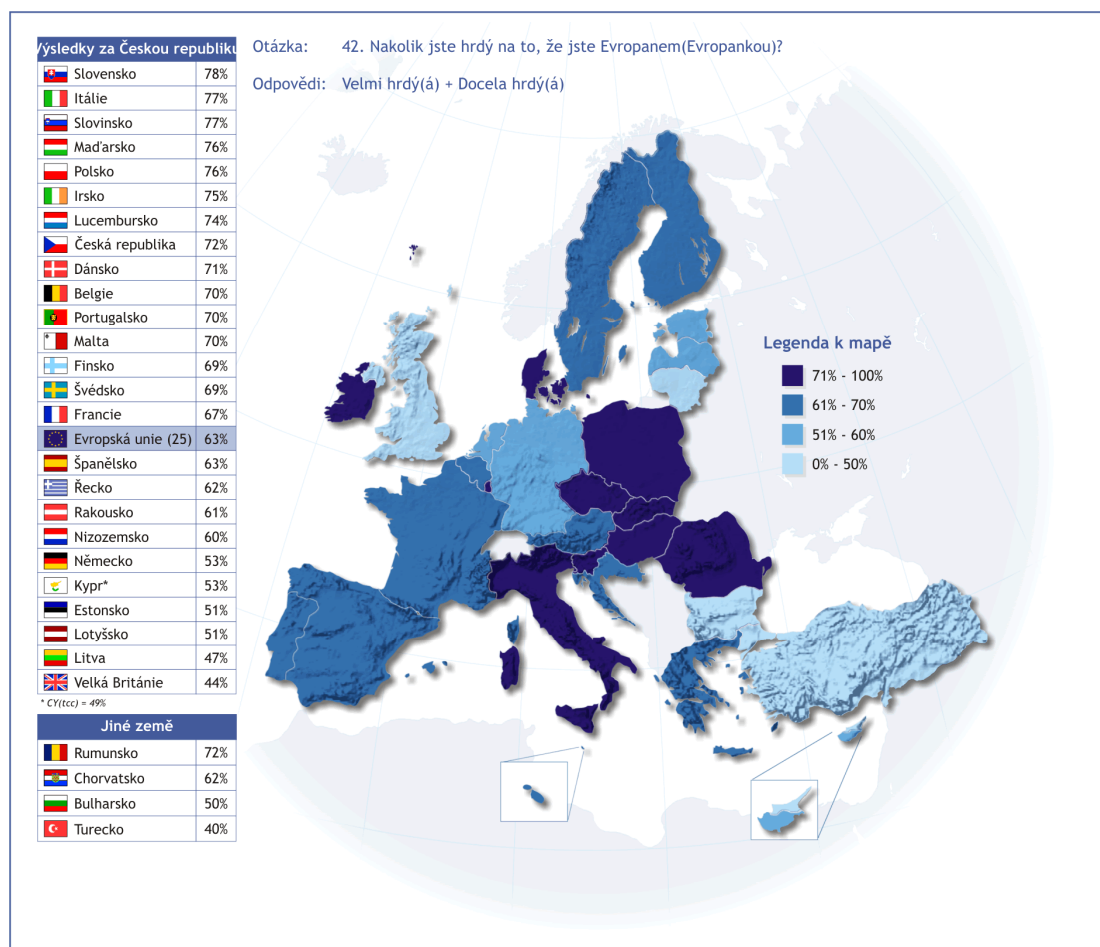 Výsledky za Českou republiku
Otázka: 42. Nakolik jste hrdý na to, že jste Evropanem(Evropankou)?
Odpovědi: Velmi hrdý(á) + Docela hrdý(á)
Slovensko 78%
Itálie 77%
Slovinsko 77%
Maďarsko 76%
Polsko 76%
Irsko 75%
Lucembursko 74%
Česká republika 72%
Dánsko 71%
Belgie 70%
Portugalsko 70%
Malta 70%
Finsko 69%
Švédsko 69%
Francie 67%
Evropská unie (25) 63%
Španělsko 63%
Řecko 62%
Rakousko 61%
Nizozemsko 60%
Německo 53%
Kypr* 53%
Estonsko 51%
Lotyšsko 51%
Litva 47%
Velká Británie 44%
* CY(tcc) = 49%
Jiné země
Rumunsko 72%
Chorvatsko 62%
Bulharsko 50%
Turecko 40%
Legenda k mapě
71% - 100%
61% - 70%
51% - 60%
0% - 50%